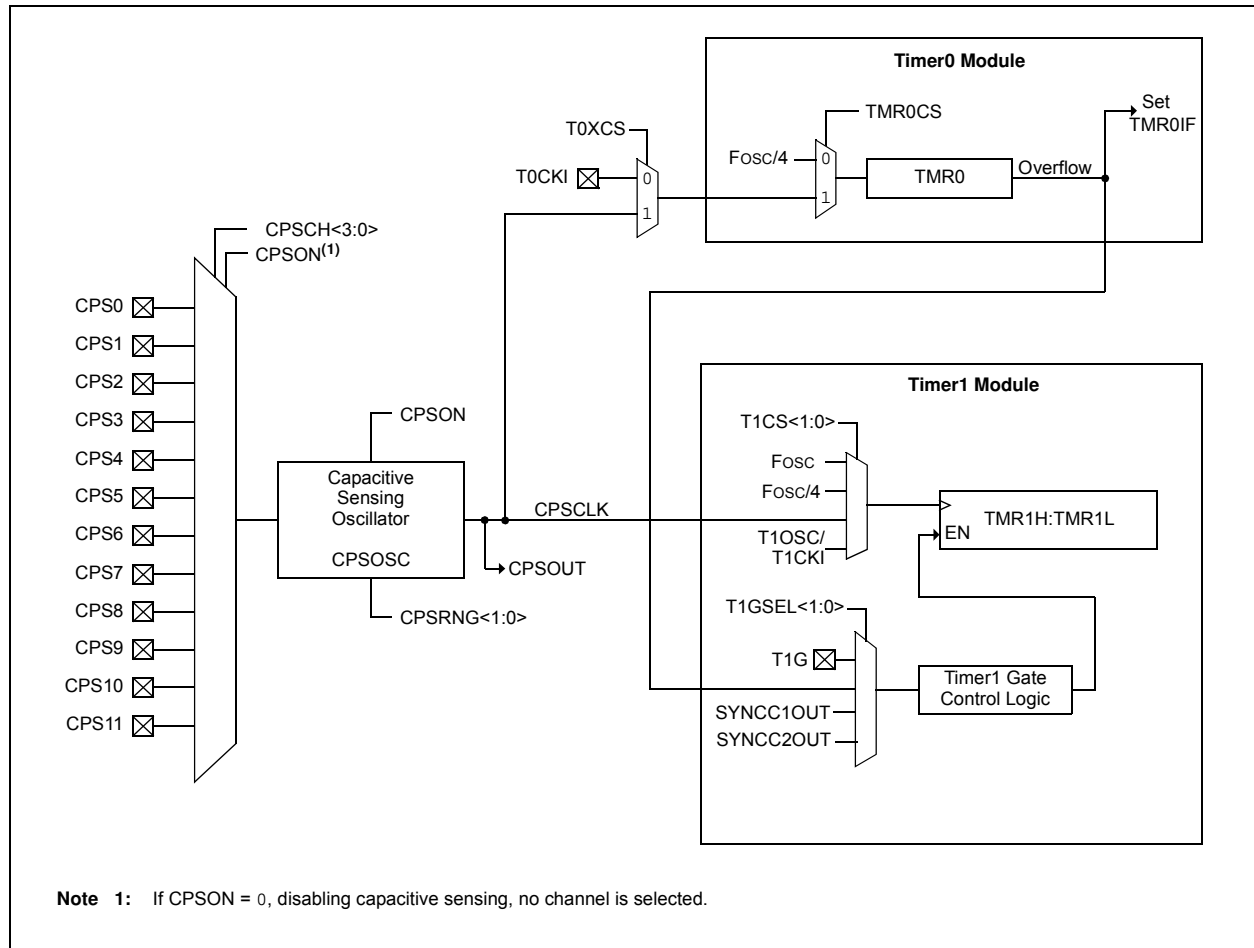 Timer0 Module
Set
TMR0IF
TMR0CS
T0XCS
FOSC/4
0
1
TMR0
Overflow
T0CKI
0
1
CPSCH<3:0>
CPSON(1)
CPS0
CPS1
CPS2
CPS3
CPS4
CPS5
CPS6
CPS7
CPS8
CPS9
CPS10
CPS11
CPSON
Capacitive
Sensing
Oscillator
CPSOSC
CPSRNG<1:0>
CPSCLK
CPSOUT
Timer1 Module
T1CS<1:0>
FOSC
FOSC/4
T1OSC/
T1CKI
TMR1H:TMR1L
EN
T1GSEL<1:0>
T1G
SYNCC1OUT
SYNCC2OUT
Timer1 Gate
Control Logic
Note 1: If CPSON = 0, disabling capacitive sensing, no channel is selected.